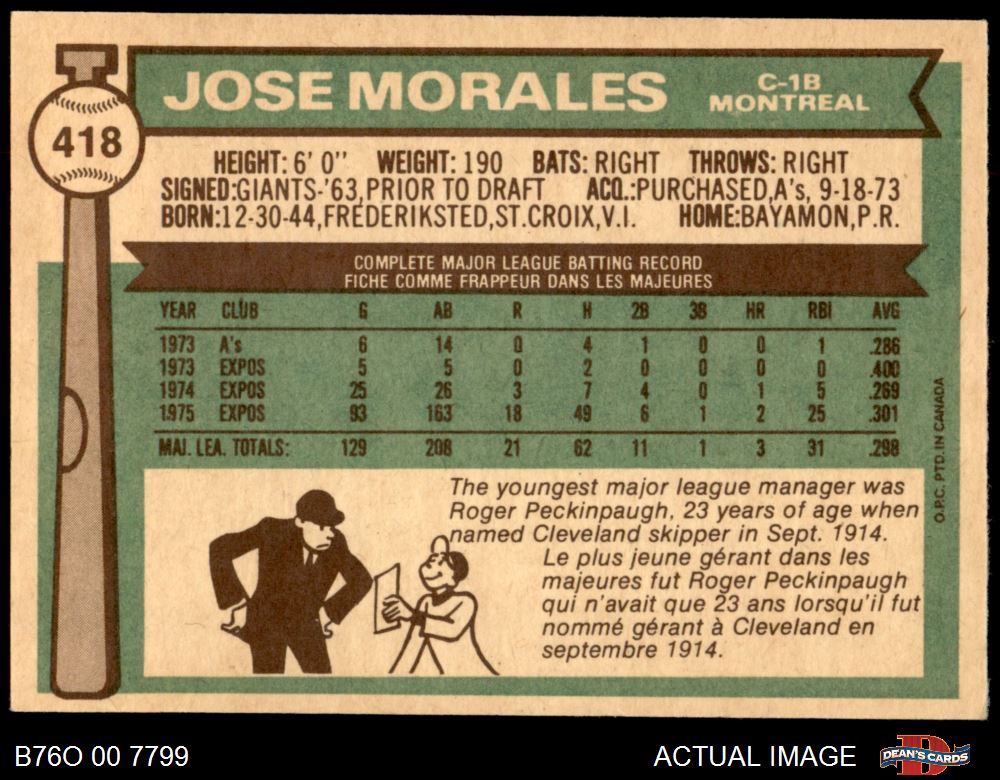 JOSE MORALES
C-1B
MONTREAL
418
HEIGHT: 6' 0" WEIGHT: 190 BATS: RIGHT THROWS: RIGHT
SIGNED:GIANTS-'63,PRIOR TO DRAFT ACQ.:PURCHASED,A's, 9-18-73
BORN:12-30-44,FREDERIKSTED,ST.CROIX,V.I. HOME:BAYAMON,P.R.
COMPLETE MAJOR LEAGUE BATTING RECORD
FICHE COMME FRAPPEUR DANS LES MAJEURES
YEAR CLUB G AB R H 2B 3B HR RBI AVG
1973 A's 6 14 0 4 1 0 0 1 .286
1973 EXPOS 5 5 0 2 0 0 0 0 .400
1974 EXPOS 25 26 3 7 4 0 1 5 .269
1975 EXPOS 93 163 18 49 6 1 2 25 .301
MAJ. LEA. TOTALS: 129 208 21 62 11 1 3 31 .298
The youngest major league manager was
Roger Peckinpaugh, 23 years of age when
named Cleveland skipper in Sept. 1914.
Le plus jeune gérant dans les
majeures fut Roger Peckinpaugh
qui n'avait que 23 ans lorsqu'il fut
nommé gérant à Cleveland en
septembre 1914.
O.P.C. PTD. IN CANADA
B76O 00 7799
ACTUAL IMAGE
DEAN'S CARDS